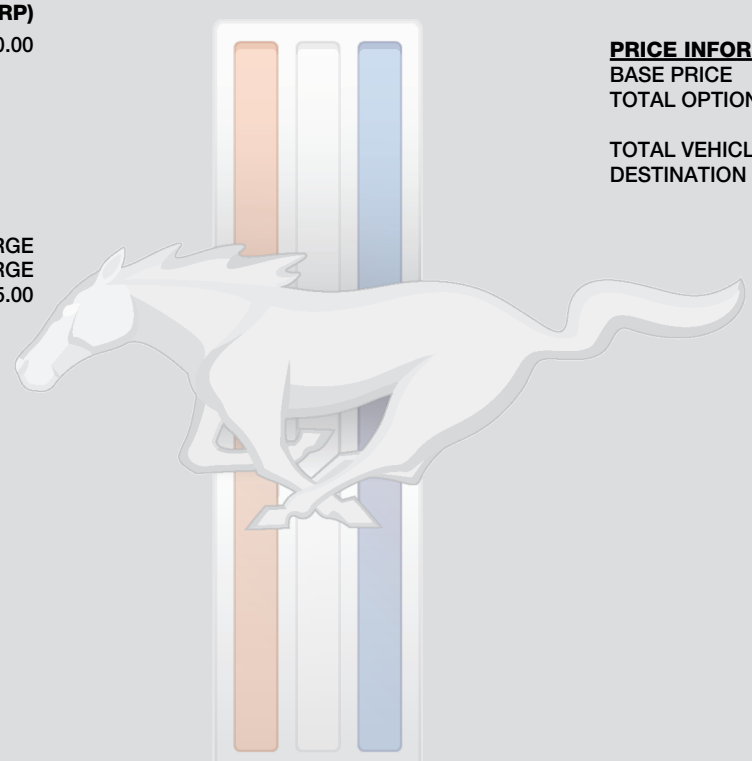 RP)
0.00
RGE
RGE
5.00
PRICE INFOR
BASE PRICE
TOTAL OPTION
TOTAL VEHICL
DESTINATION